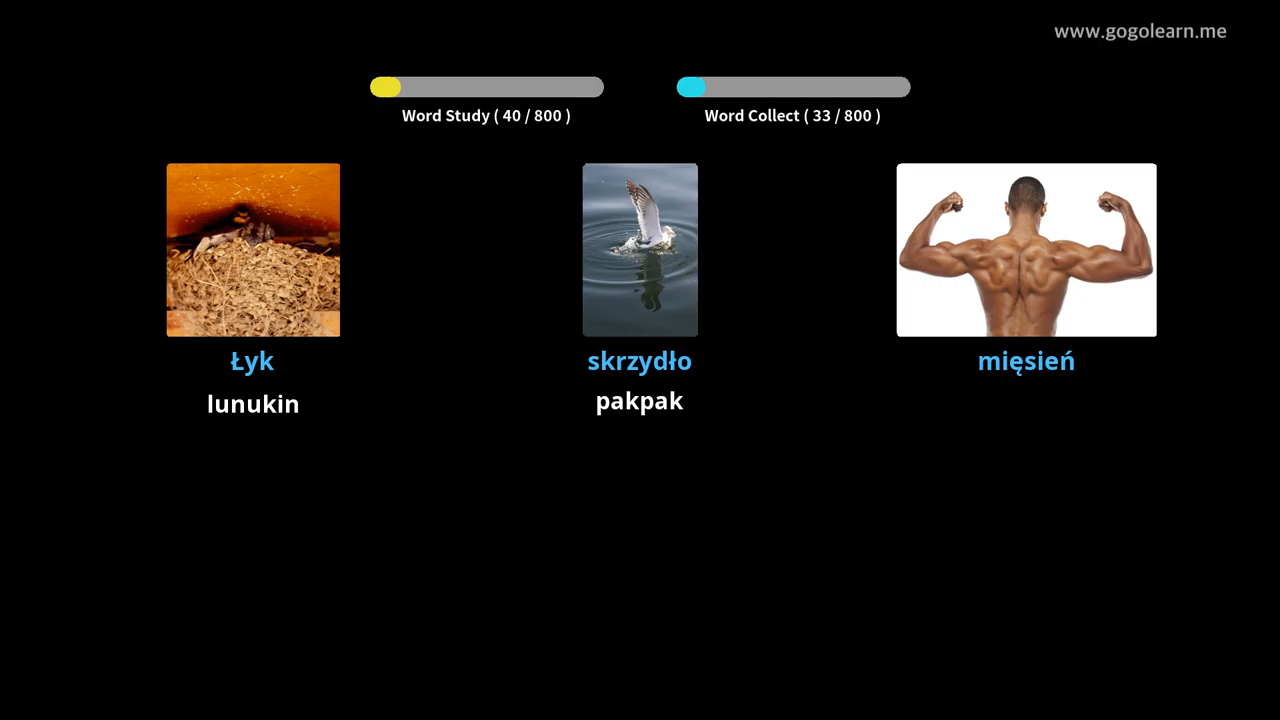 www.gogolearn.me
Word Study ( 40 / 800 )
Word Collect ( 33 / 800 )
Łyk
skrzydło
mięsień
lunukin
pakpak